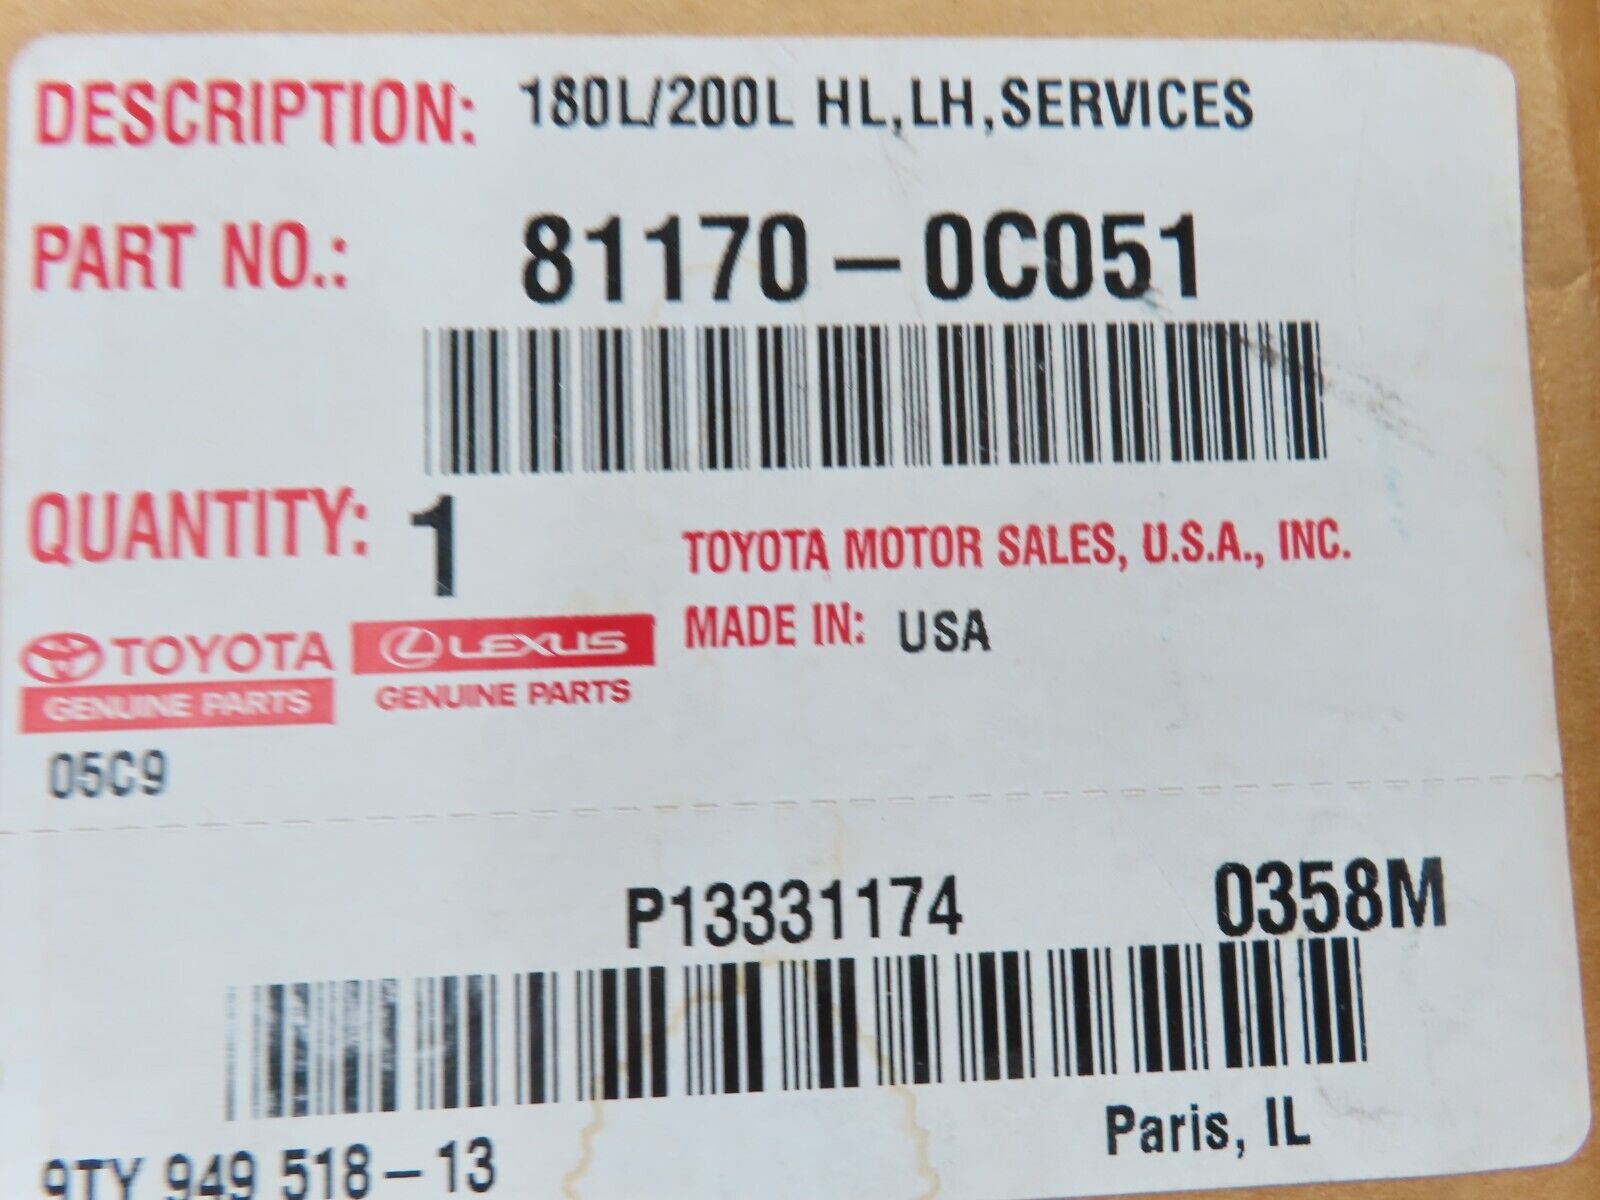 DESCRIPTION: 180L/200L HL,LH,SERVICES
PART NO.: 81170-0C051
QUANTITY: 1
TOYOTA MOTOR SALES, U.S.A., INC.
MADE IN: USA
TOYOTA
GENUINE PARTS
LEXUS
GENUINE PARTS
05C9
P13331174 0358M
Paris, IL
9TY 949 518-13